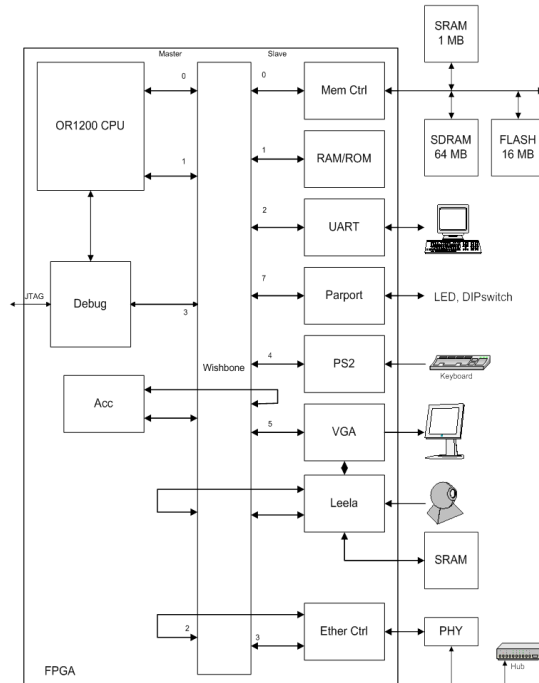 SRAM
1 MB
Master
Slave
0
0
OR1200 CPU
Mem Ctrl
SDRAM
64 MB
FLASH
16 MB
1
1
RAM/ROM
2
UART
JTAG
Debug
3
7
Parport
LED, DIPswitch
Wishbone
4
PS2
Keyboard
Acc
5
VGA
Leela
SRAM
2
3
Ether Ctrl
PHY
Hub
FPGA